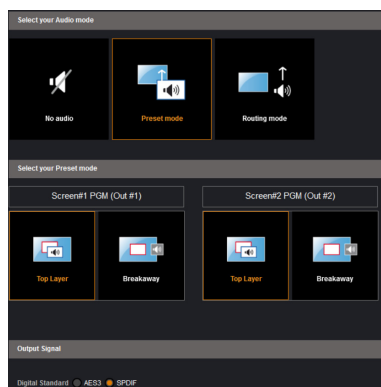 Select your Audio mode
No audio Preset mode Routing mode
Select your Preset mode
Screen#1 PGM (Out #1) Screen#2 PGM (Out #2)
Top Layer Breakaway Top Layer Breakaway
Output Signal
Digital Standard AES3 SPDIF